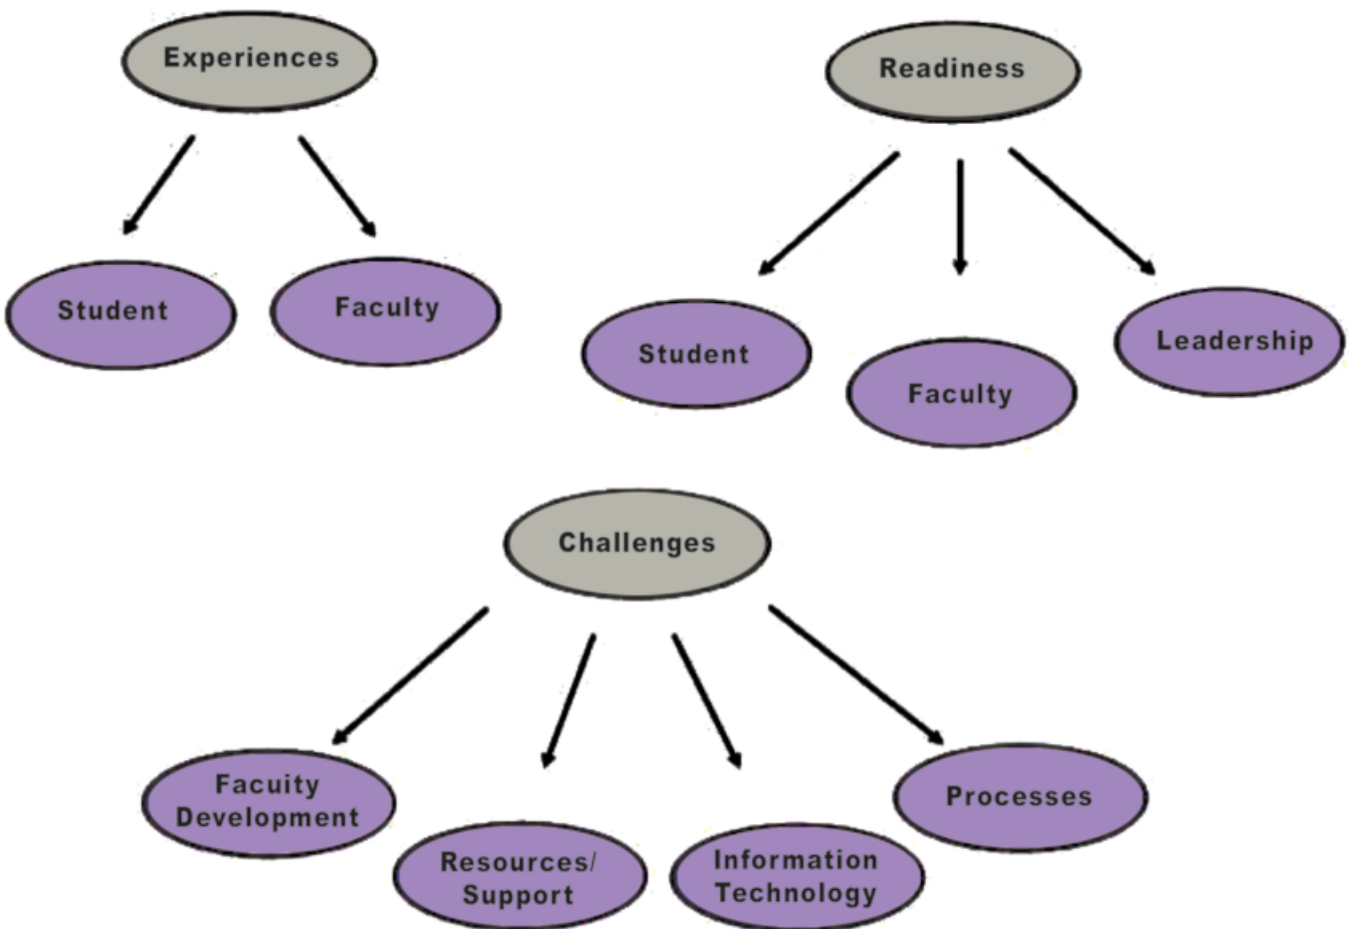 Experiences
Readiness
Student
Faculty
Student
Faculty
Leadership
Challenges
Facuity
Development
Resources/
Support
Information
Technology
Processes